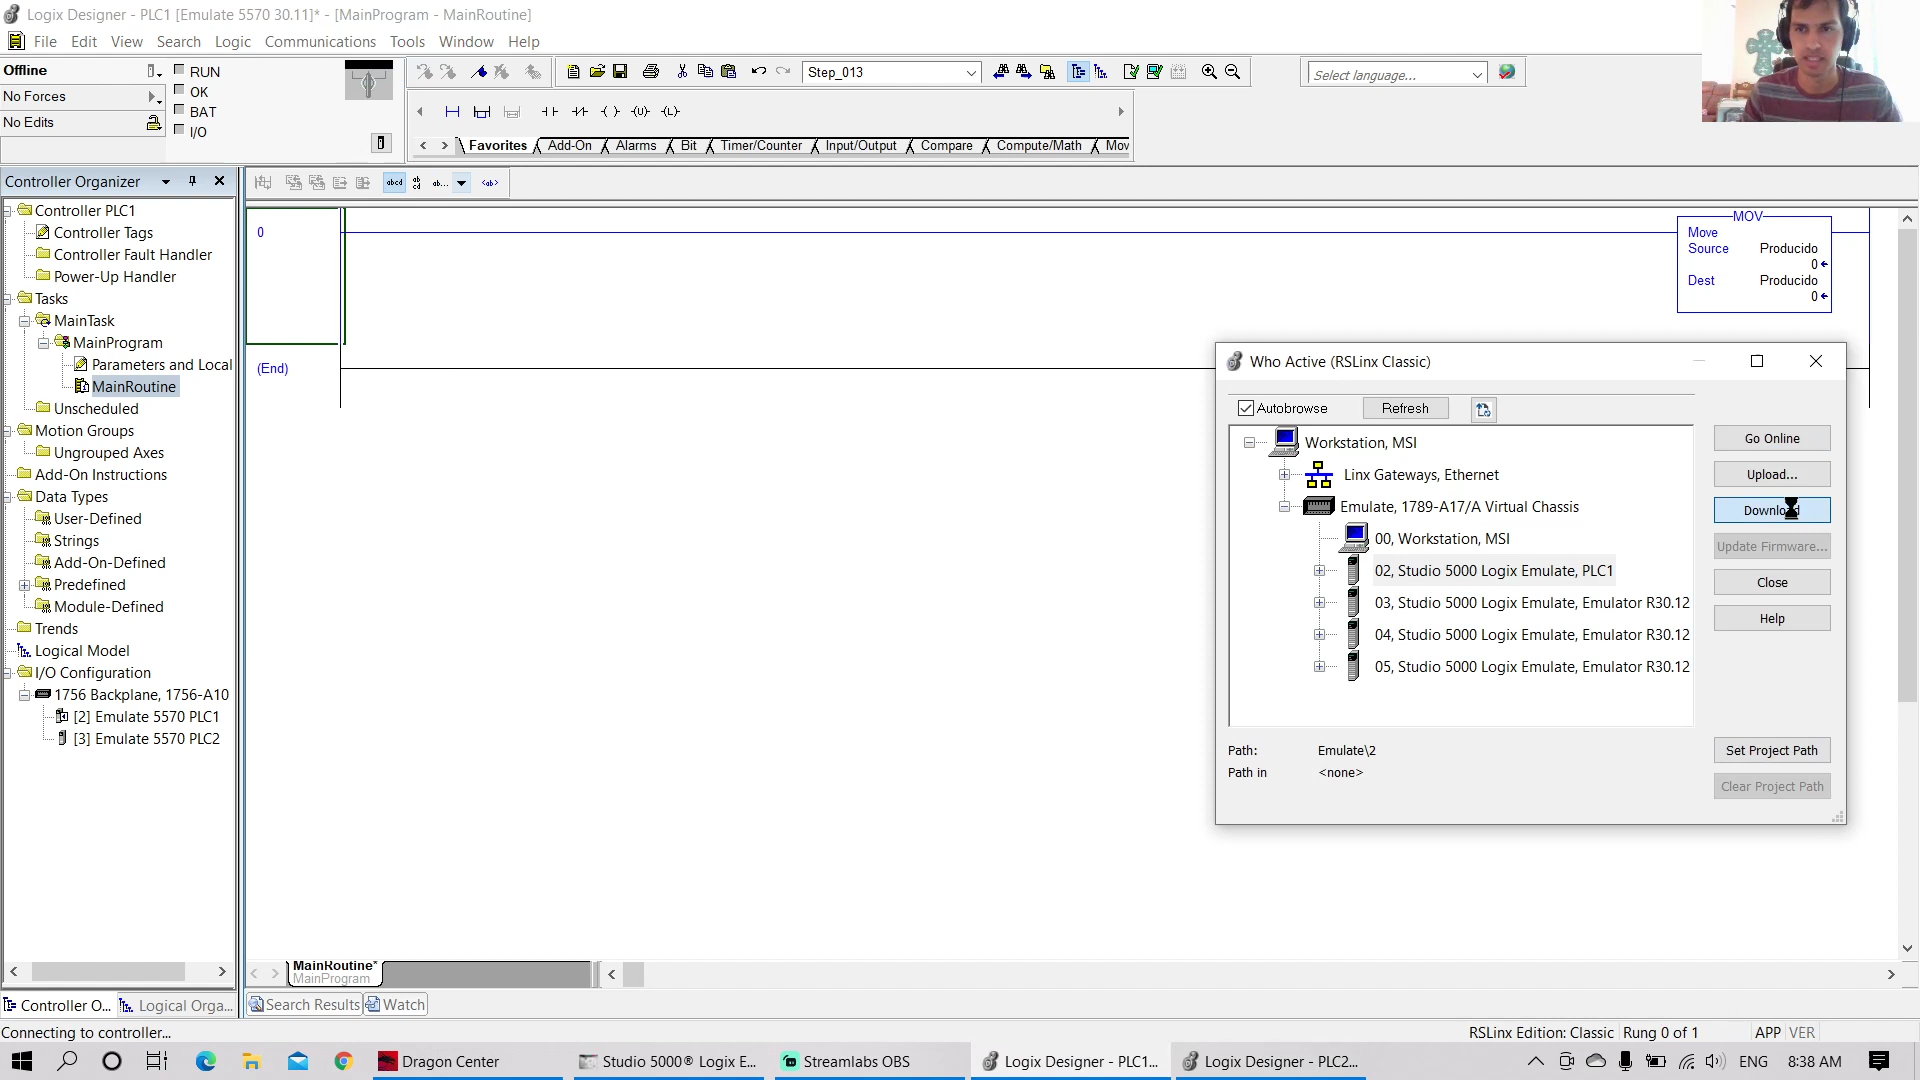 Logix Designer - PLC1 [Emulate 5570 30.11]* - [MainProgram - MainRoutine]
File Edit View Search Logic Communications Tools Window Help
Offline
RUN
No Forces
OK
No Edits
BAT
I/O
Step_013
Select language...
Favorites Add-On Alarms Bit Timer/Counter Input/Output Compare Compute/Math Mov
Controller Organizer
Controller PLC1
Controller Tags
Controller Fault Handler
Power-Up Handler
Tasks
MainTask
MainProgram
Parameters and Local
MainRoutine
Unscheduled
Motion Groups
Ungrouped Axes
Add-On Instructions
Data Types
User-Defined
Strings
Add-On-Defined
Predefined
Module-Defined
Trends
Logical Model
I/O Configuration
1756 Backplane, 1756-A10
[2] Emulate 5570 PLC1
[3] Emulate 5570 PLC2
Controller O... Logical Orga...
abcd
ab
cd
ab...
<ab>
0
(End)
MOV
Move
Source Producido
0
Dest Producido
0
Who Active (RSLinx Classic)
Autobrowse Refresh
Workstation, MSI
Linx Gateways, Ethernet
Emulate, 1789-A17/A Virtual Chassis
00, Workstation, MSI
02, Studio 5000 Logix Emulate, PLC1
03, Studio 5000 Logix Emulate, Emulator R30.12
04, Studio 5000 Logix Emulate, Emulator R30.12
05, Studio 5000 Logix Emulate, Emulator R30.12
Go Online
Upload...
Download
Update Firmware...
Close
Help
Path: Emulate\2
Path in <none>
Set Project Path
Clear Project Path
MainRoutine*
MainProgram
Search Results Watch
Connecting to controller...
RSLinx Edition: Classic Rung 0 of 1 APP VER
Dragon Center
Studio 5000® Logix E...
Streamlabs OBS
Logix Designer - PLC1...
Logix Designer - PLC2...
ENG 8:38 AM